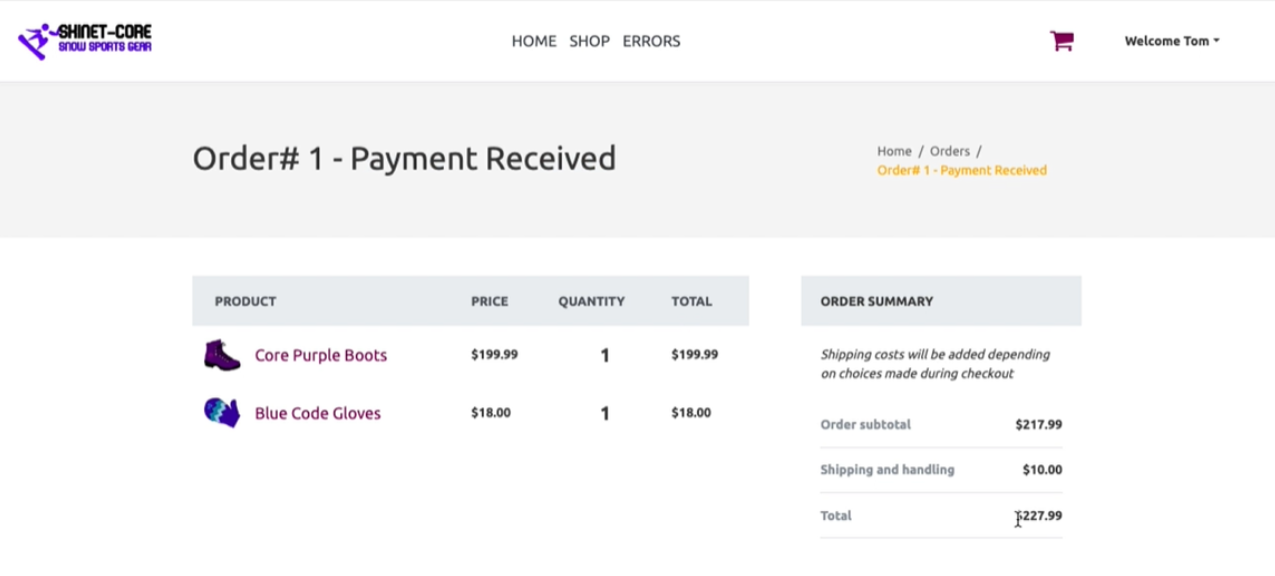 SHINET-CORE
SNOW SPORTS GEAR
HOME SHOP ERRORS
Welcome Tom
Order# 1 - Payment Received
Home / Orders /
Order# 1 - Payment Received
PRODUCT PRICE QUANTITY TOTAL
Core Purple Boots $199.99 1 $199.99
Blue Code Gloves $18.00 1 $18.00
ORDER SUMMARY
Shipping costs will be added depending
on choices made during checkout
Order subtotal $217.99
Shipping and handling $10.00
Total $227.99